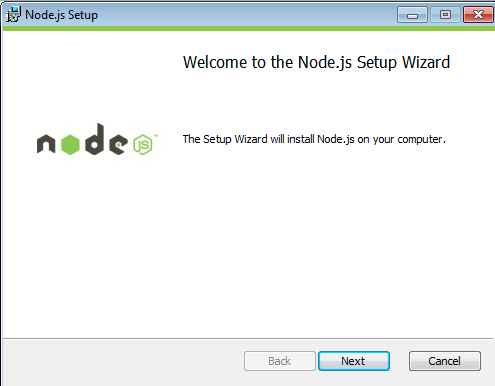 Node.js Setup
Welcome to the Node.js Setup Wizard
node JS™
The Setup Wizard will install Node.js on your computer.
Back
Next
Cancel